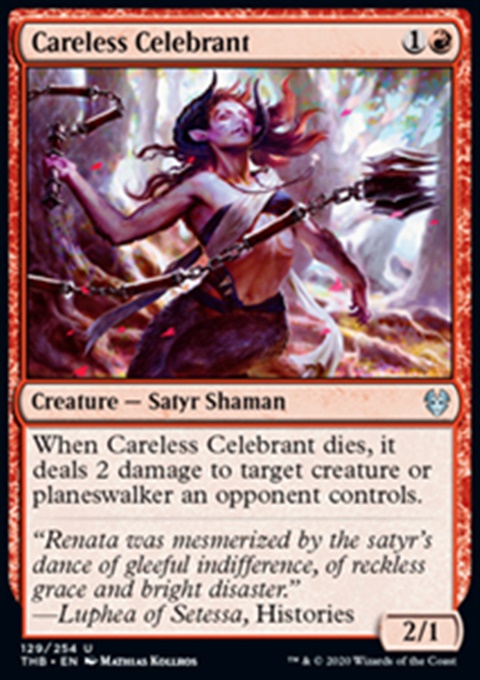 Careless Celebrant 1
Creature — Satyr Shaman
When Careless Celebrant dies, it
deals 2 damage to target creature or
planeswalker an opponent controls.
“Renata was mesmerized by the satyr’s
dance of gleeful indifference, of reckless
grace and bright disaster.”
—Luphea of Setessa, Histories
2/1
129/254 U
THB • EN Mathias Kollros
™ & © 2020 Wizards of the Coast